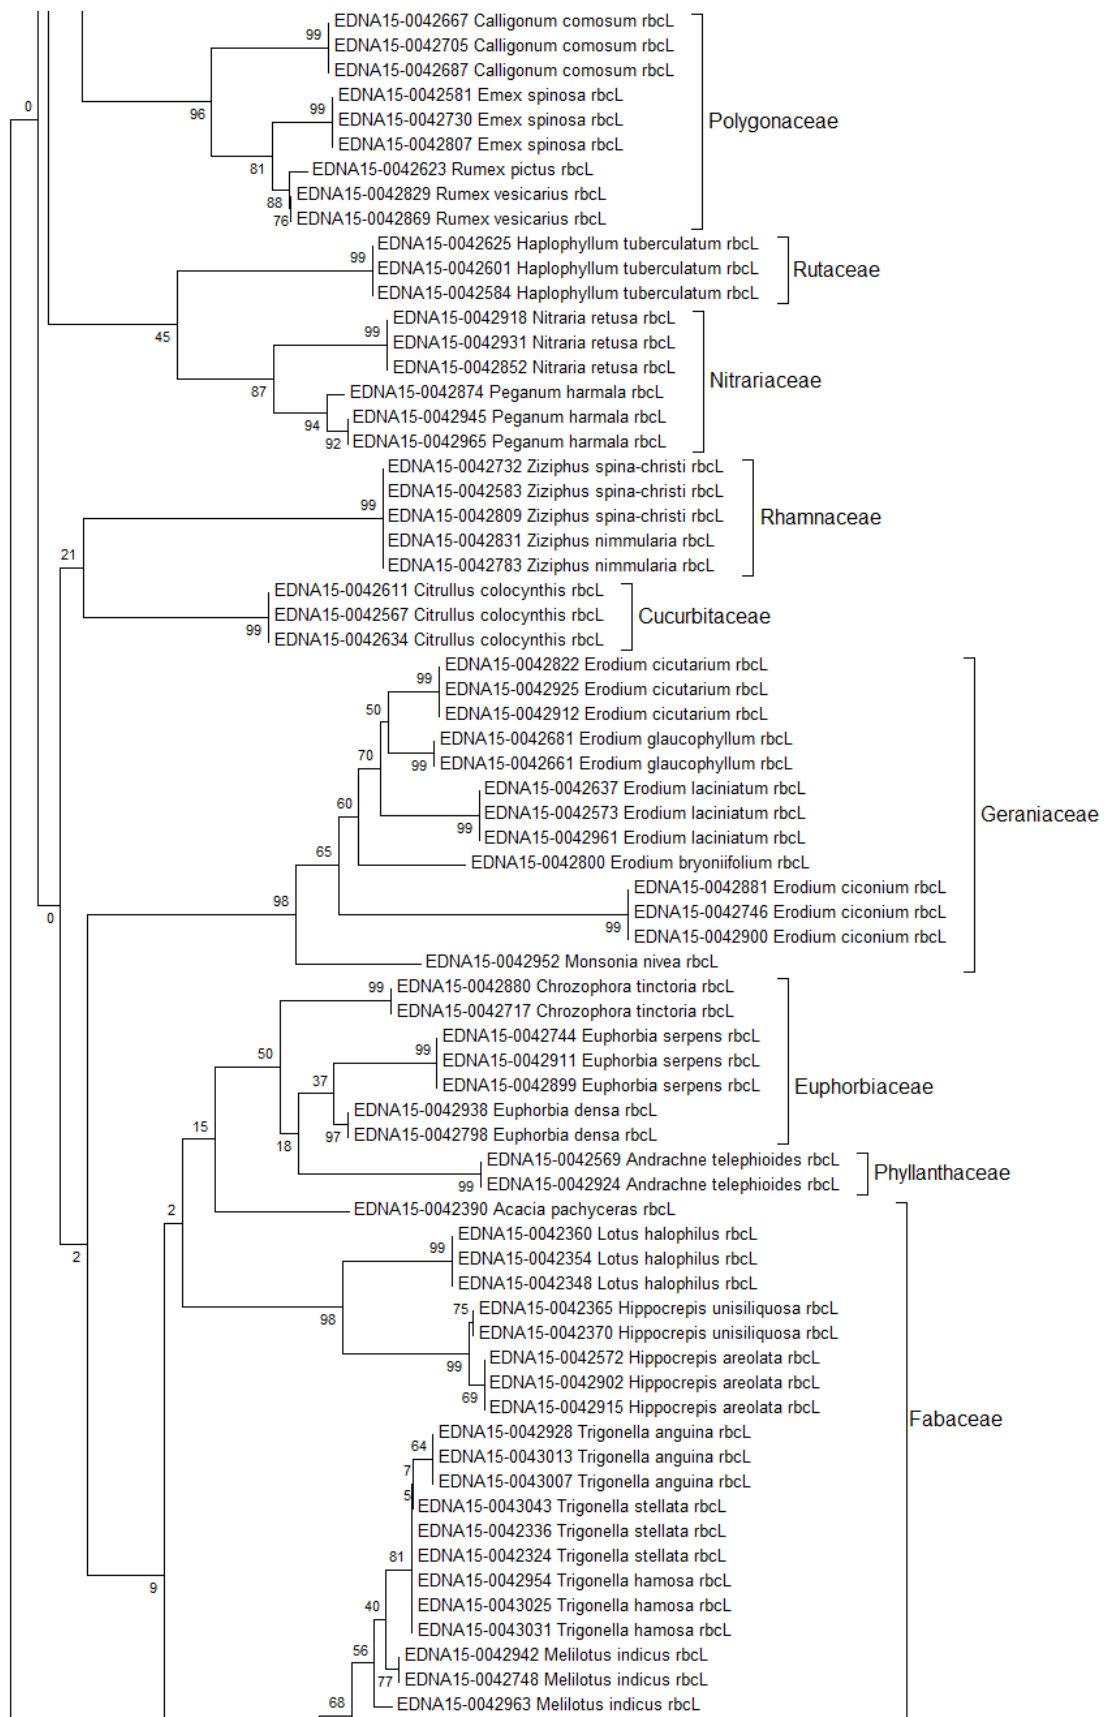 EDNA15-0042667 Calligonum comosum rbcL
99
EDNA15-0042705 Calligonum comosum rbcL
EDNA15-0042687 Calligonum comosum rbcL
EDNA15-0042581 Emex spinosa rbcL
0
96
99
EDNA15-0042730 Emex spinosa rbcL
Polygonaceae
EDNA15-0042807 Emex spinosa rbcL
81
EDNA15-0042623 Rumex pictus rbcL
EDNA15-0042829 Rumex vesicarius rbcL
88
76
EDNA15-0042869 Rumex vesicarius rbcL
EDNA15-0042625 Haplophyllum tuberculatum rbcL
99
EDNA15-0042601 Haplophyllum tuberculatum rbcL
Rutaceae
EDNA15-0042584 Haplophyllum tuberculatum rbcL
EDNA15-0042918 Nitraria retusa rbcL
45
99
EDNA15-0042931 Nitraria retusa rbcL
EDNA15-0042852 Nitraria retusa rbcL
Nitrariaceae
87
EDNA15-0042874 Peganum harmala rbcL
EDNA15-0042945 Peganum harmala rbcL
94
92
EDNA15-0042965 Peganum harmala rbcL
EDNA15-0042732 Ziziphus spina-christi rbcL
EDNA15-0042583 Ziziphus spina-christi rbcL
99
EDNA15-0042809 Ziziphus spina-christi rbcL
Rhamnaceae
EDNA15-0042831 Ziziphus nimmularia rbcL
21
EDNA15-0042783 Ziziphus nimmularia rbcL
EDNA15-0042611 Citrullus colocynthis rbcL
EDNA15-0042567 Citrullus colocynthis rbcL
Cucurbitaceae
99
EDNA15-0042634 Citrullus colocynthis rbcL
EDNA15-0042822 Erodium cicutarium rbcL
99
EDNA15-0042925 Erodium cicutarium rbcL
50
EDNA15-0042912 Erodium cicutarium rbcL
EDNA15-0042681 Erodium glaucophyllum rbcL
70
99
EDNA15-0042661 Erodium glaucophyllum rbcL
EDNA15-0042637 Erodium laciniatum rbcL
60
EDNA15-0042573 Erodium laciniatum rbcL
Geraniaceae
99
EDNA15-0042961 Erodium laciniatum rbcL
65
EDNA15-0042800 Erodium bryoniifolium rbcL
EDNA15-0042881 Erodium ciconium rbcL
0
98
EDNA15-0042746 Erodium ciconium rbcL
99
EDNA15-0042900 Erodium ciconium rbcL
EDNA15-0042952 Monsonia nivea rbcL
99
EDNA15-0042880 Chrozophora tinctoria rbcL
EDNA15-0042717 Chrozophora tinctoria rbcL
EDNA15-0042744 Euphorbia serpens rbcL
50
99
EDNA15-0042911 Euphorbia serpens rbcL
37
EDNA15-0042899 Euphorbia serpens rbcL
Euphorbiaceae
EDNA15-0042938 Euphorbia densa rbcL
15
18
97
EDNA15-0042798 Euphorbia densa rbcL
EDNA15-0042569 Andrachne telephioides rbcL
99
EDNA15-0042924 Andrachne telephioides rbcL
Phyllanthaceae
2
EDNA15-0042390 Acacia pachyceras rbcL
EDNA15-0042360 Lotus halophilus rbcL
2
99
EDNA15-0042354 Lotus halophilus rbcL
EDNA15-0042348 Lotus halophilus rbcL
98
75
EDNA15-0042365 Hippocrepis unisiliquosa rbcL
EDNA15-0042370 Hippocrepis unisiliquosa rbcL
99
EDNA15-0042572 Hippocrepis areolata rbcL
EDNA15-0042902 Hippocrepis areolata rbcL
69
EDNA15-0042915 Hippocrepis areolata rbcL
Fabaceae
EDNA15-0042928 Trigonella anguina rbcL
64
EDNA15-0043013 Trigonella anguina rbcL
7
EDNA15-0043007 Trigonella anguina rbcL
5
EDNA15-0043043 Trigonella stellata rbcL
EDNA15-0042336 Trigonella stellata rbcL
81
EDNA15-0042324 Trigonella stellata rbcL
9
EDNA15-0042954 Trigonella hamosa rbcL
40
EDNA15-0043025 Trigonella hamosa rbcL
EDNA15-0043031 Trigonella hamosa rbcL
56
EDNA15-0042942 Melilotus indicus rbcL
77
EDNA15-0042748 Melilotus indicus rbcL
68
EDNA15-0042963 Melilotus indicus rbcL